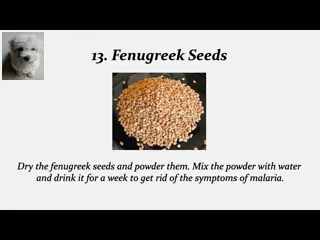 13. Fenugreek Seeds
Dry the fenugreek seeds and powder them. Mix the powder with water
and drink it for a week to get rid of the symptoms of malaria.